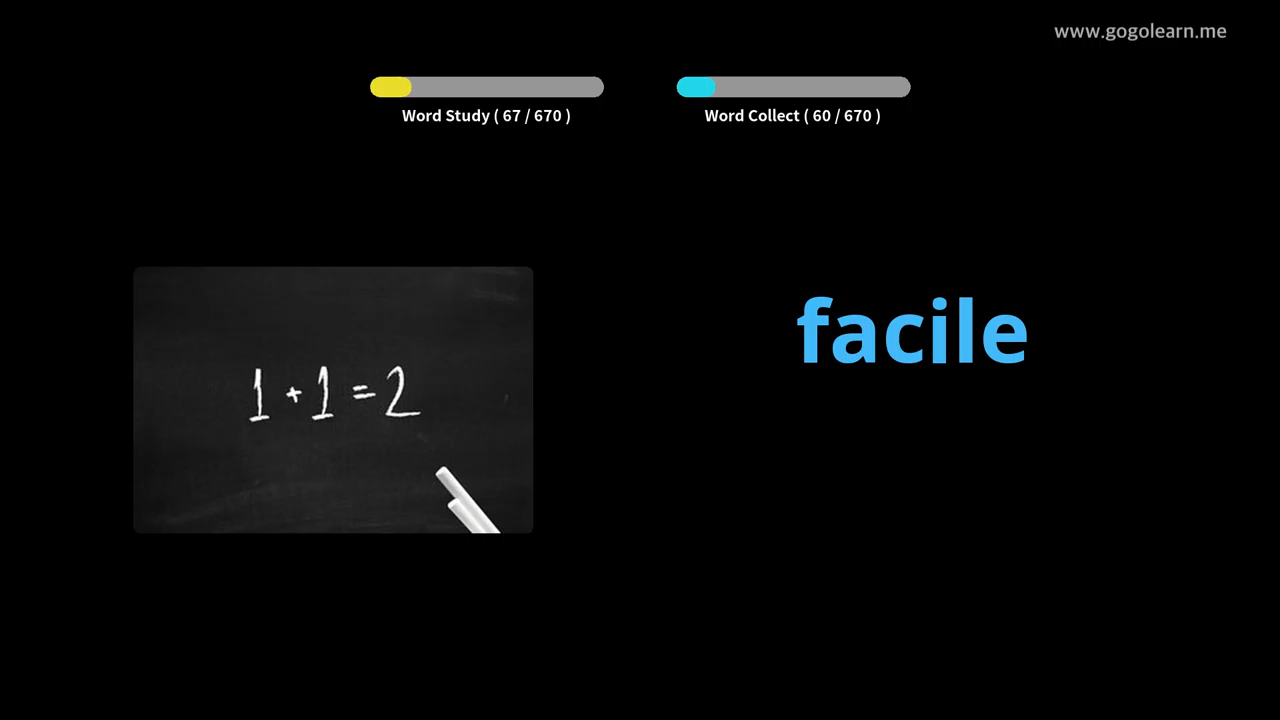 www.gogolearn.me
Word Study ( 67 / 670 )
Word Collect ( 60 / 670 )
1 + 1 = 2
facile